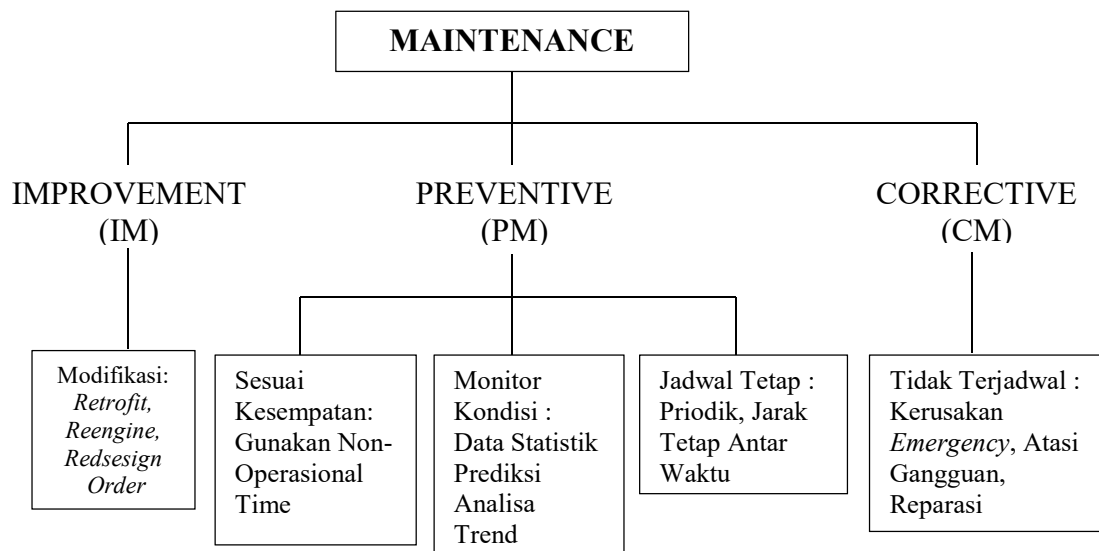 MAINTENANCE
IMPROVEMENT
(IM)
PREVENTIVE
(PM)
CORRECTIVE
(CM)
Modifikasi:
Retrofit,
Reengine,
Redsesign
Order
Sesuai
Kesempatan:
Gunakan Non-
Operasional
Time
Monitor
Kondisi :
Data Statistik
Prediksi
Analisa
Trend
Jadwal Tetap :
Priodik, Jarak
Tetap Antar
Waktu
Tidak Terjadwal :
Kerusakan
Emergency, Atasi
Gangguan,
Reparasi